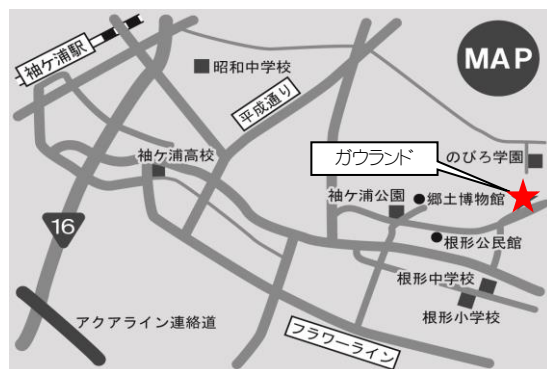 袖ケ浦駅
昭和中学校
MAP
平成通り
ガウランド
のびろ学園
袖ケ浦高校
袖ケ浦公園
郷土博物館
16
根形公民館
根形中学校
アクアライン連絡道
フラワーライン
根形小学校